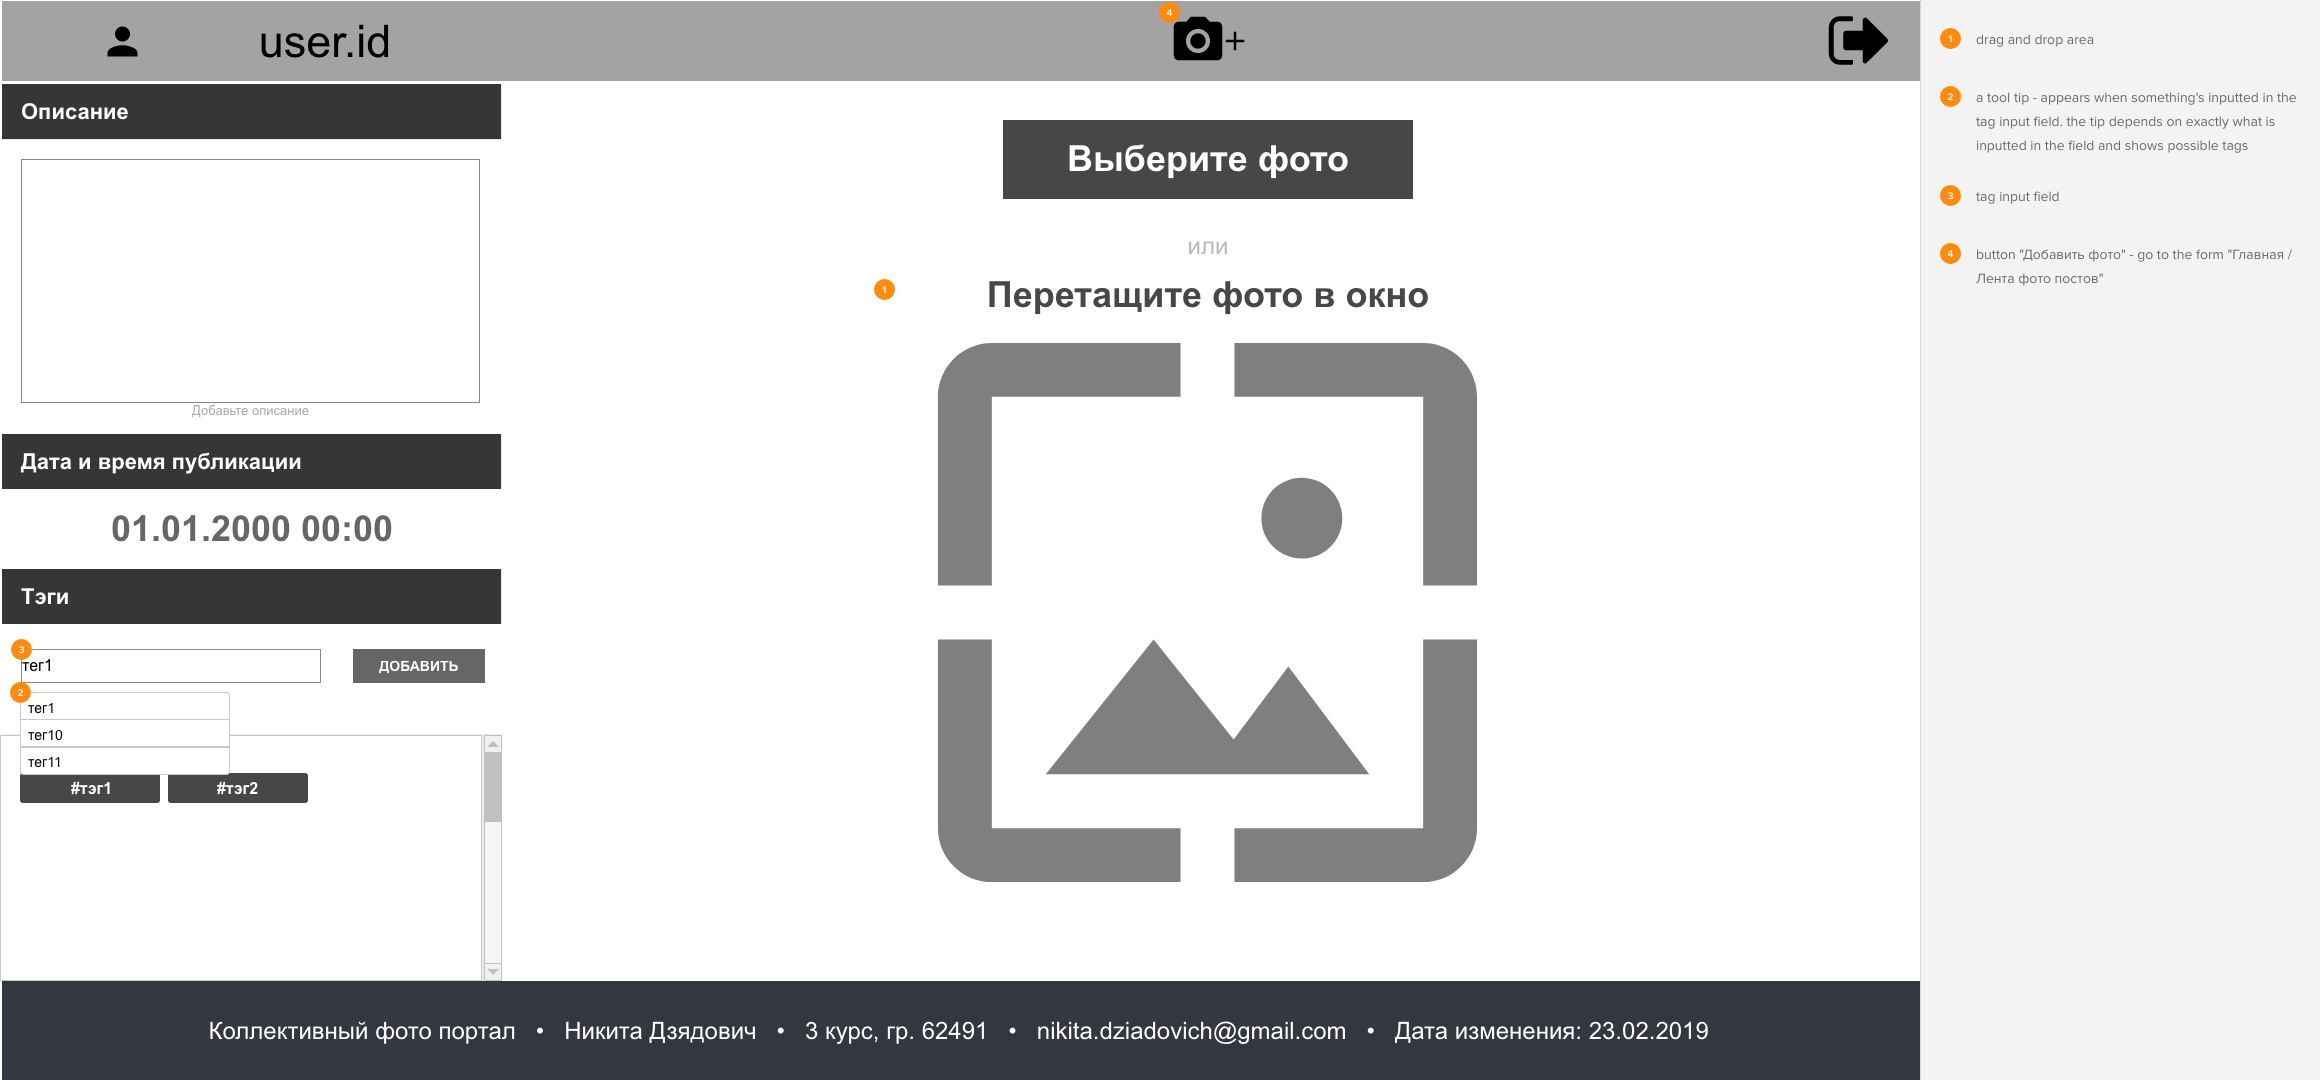 user.id
4
Описание
Добавьте описание
Дата и время публикации
01.01.2000 00:00
Тэги
3
тег1
ДОБАВИТЬ
2
тег1
тег10
тег11
#тэг1 #тэг2
Выберите фото
или
1
Перетащите фото в окно
Коллективный фото портал • Никита Дзядович • 3 курс, гр. 62491 • nikita.dziadovich@gmail.com • Дата изменения: 23.02.2019
1 drag and drop area
2 a tool tip - appears when something's inputted in the
tag input field. the tip depends on exactly what is
inputted in the field and shows possible tags
3 tag input field
4 button "Добавить фото" - go to the form "Главная /
Лента фото постов"